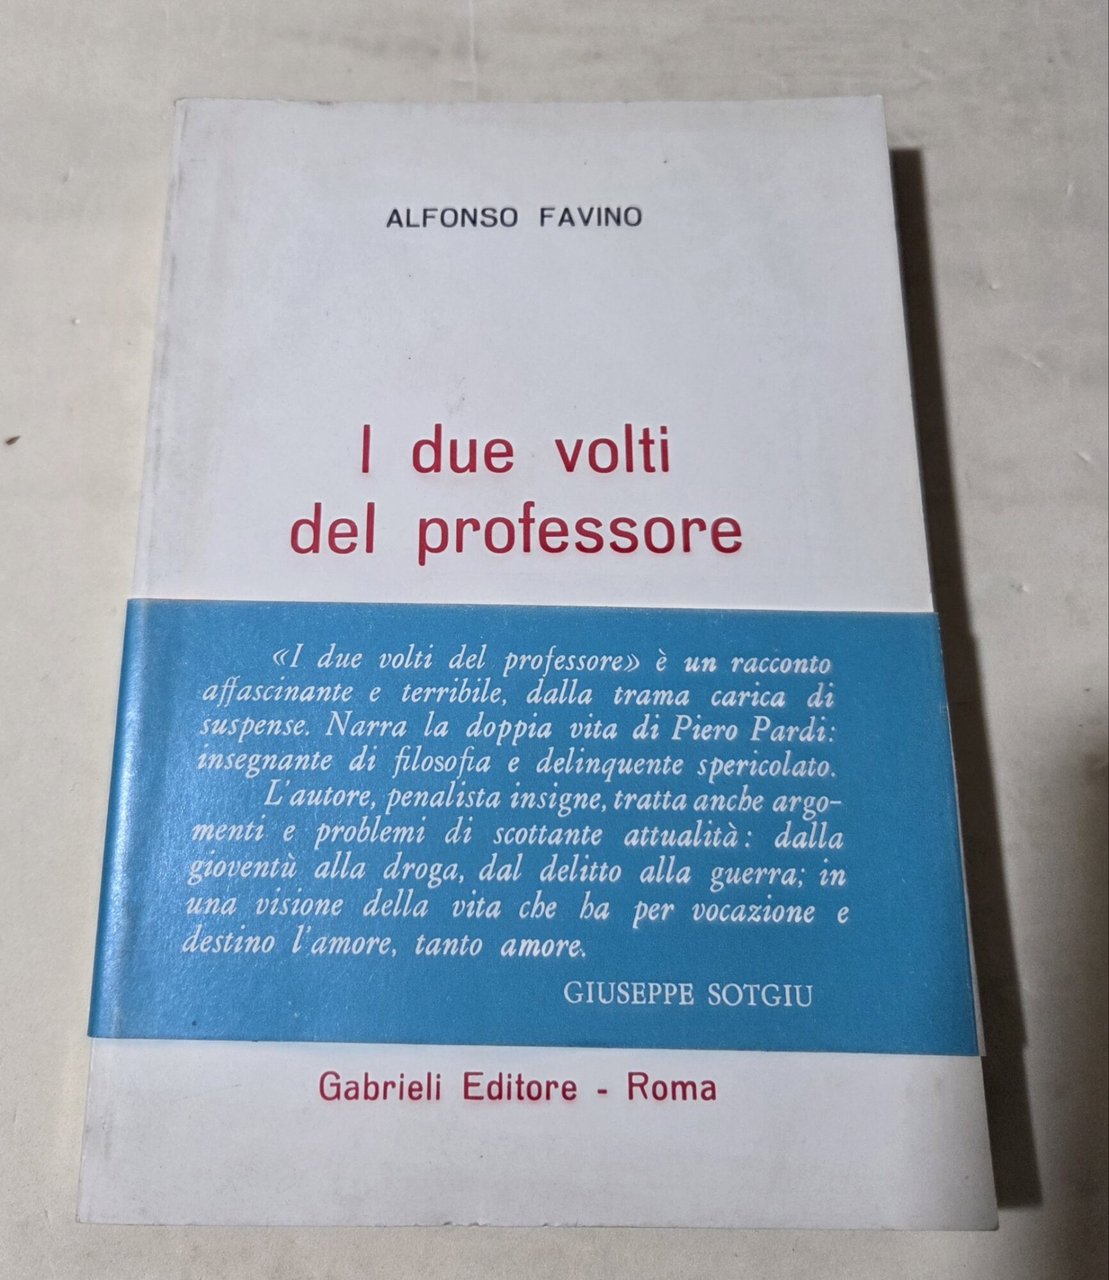 ALFONSO FAVINO
I due volti
del professore
«I due volti del professore» è un racconto
affascinante e terribile, dalla trama carica di
suspense. Narra la doppia vita di Piero Pardi:
insegnante di filosofia e delinquente spericolato.
L'autore, penalista insigne, tratta anche argo-
menti e problemi di scottante attualità: dalla
gioventù alla droga, dal delitto alla guerra; in
una visione della vita che ha per vocazione e
destino l'amore, tanto amore.
GIUSEPPE SOTGIU
Gabrieli Editore - Roma